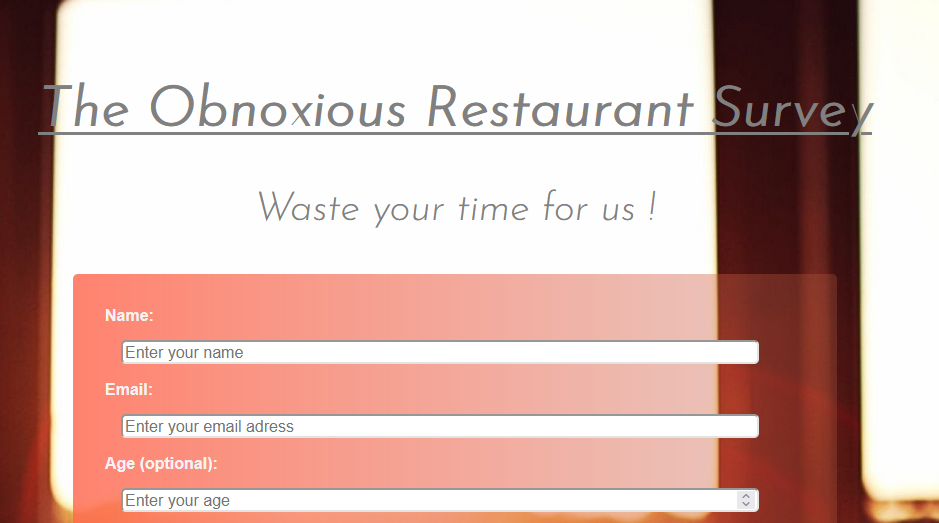 The Obnoxious Restaurant Survey
Waste your time for us !
Name:
Enter your name
Email:
Enter your email adress
Age (optional):
Enter your age